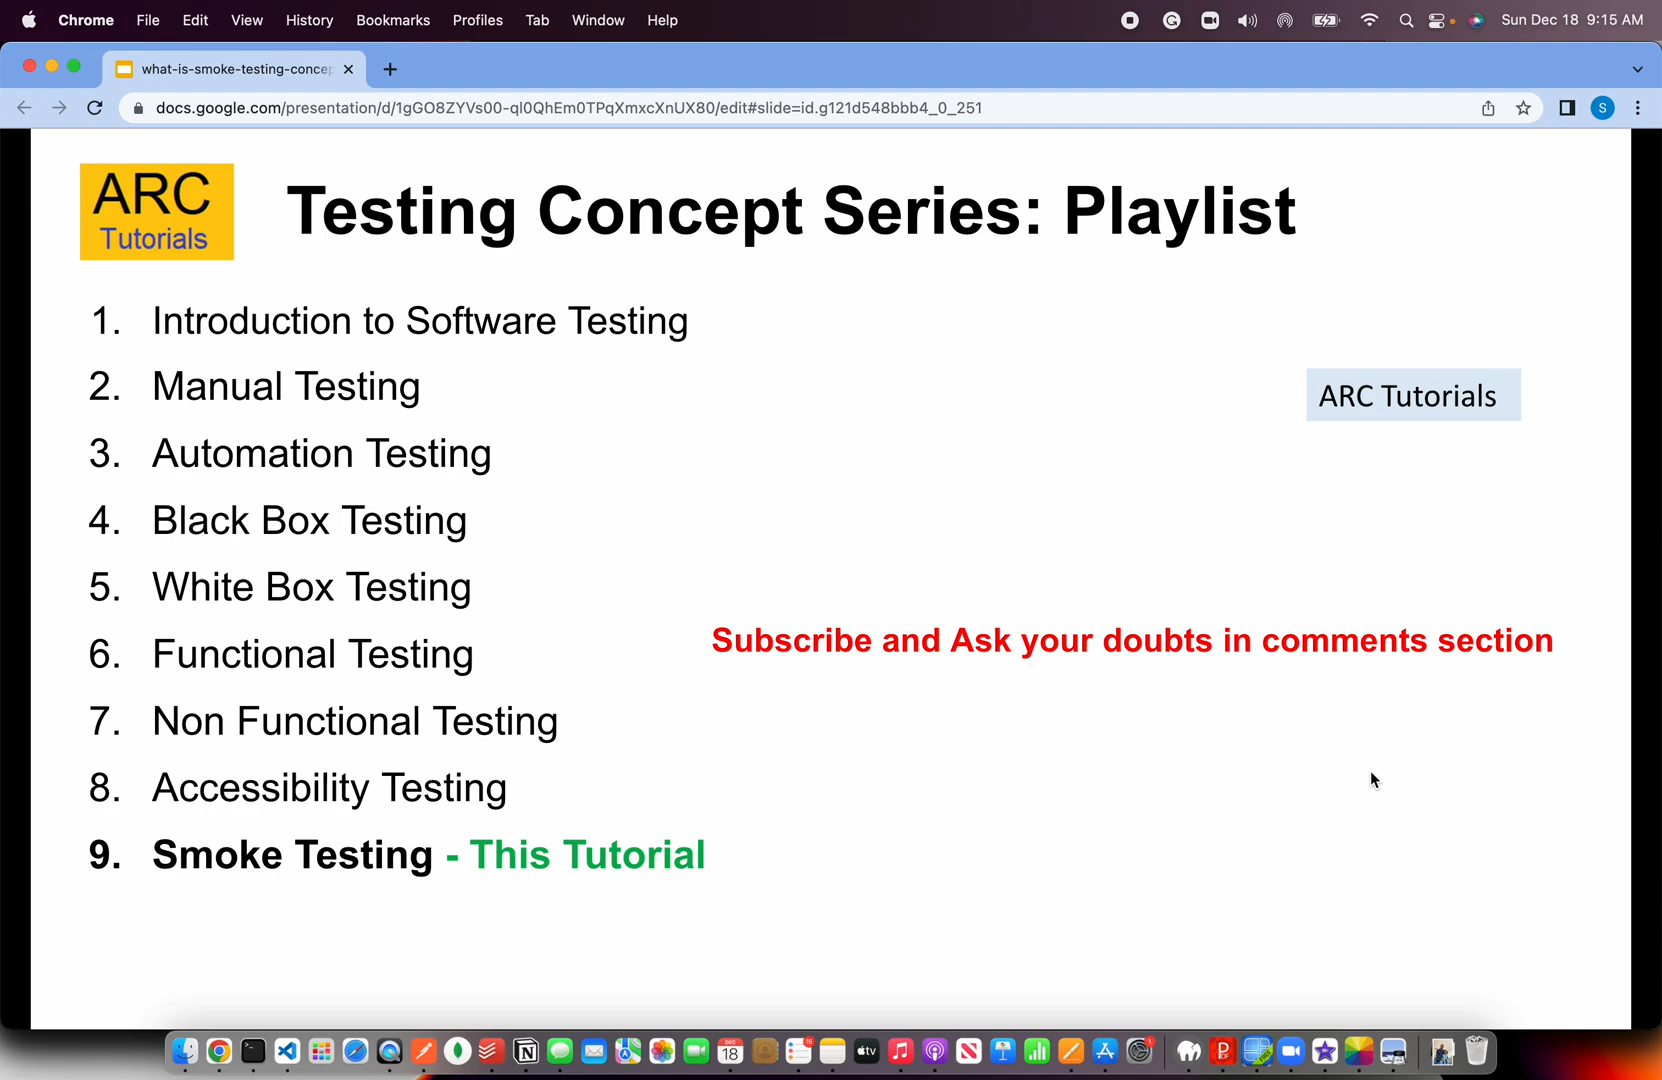 Chrome File Edit View History Bookmarks Profiles Tab Window Help Sun Dec 18 9:15 AM
what-is-smoke-testing-concep
docs.google.com/presentation/d/1gGO8ZYVs00-ql0QhEm0TPqXmxcXnUX80/edit#slide=id.g121d548bbb4_0_251 S
ARC
Tutorials
Testing Concept Series: Playlist
1. Introduction to Software Testing
2. Manual Testing
ARC Tutorials
3. Automation Testing
4. Black Box Testing
5. White Box Testing
Subscribe and Ask your doubts in comments section
6. Functional Testing
7. Non Functional Testing
8. Accessibility Testing
9. Smoke Testing - This Tutorial
DEC
18
tv